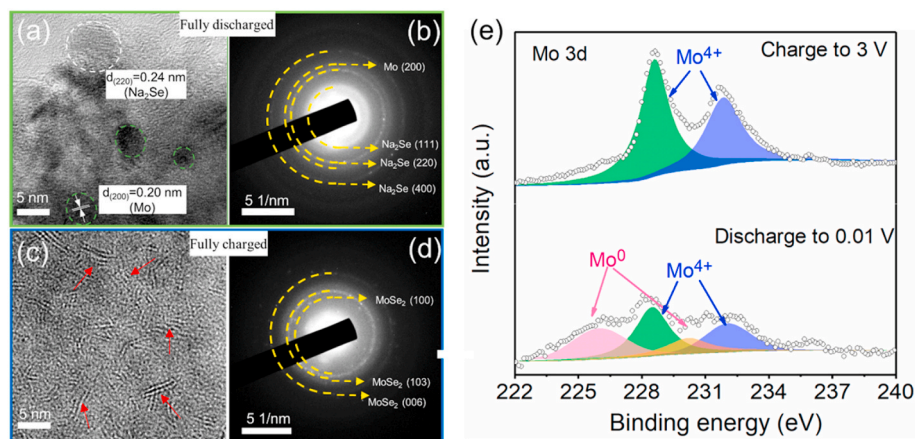 (a)
Fully discharged
(b)
d(220)=0.24 nm
(Na₂Se)
d(200)=0.20 nm
(Mo)
5 nm
Mo (200)
Na₂Se (111)
Na₂Se (220)
Na₂Se (400)
5 1/nm
(c)
Fully charged
(d)
5 nm
MoSe₂ (100)
MoSe₂ (103)
MoSe₂ (006)
5 1/nm
(e)
Mo 3d
Mo⁴⁺
Charge to 3 V
Discharge to 0.01 V
Mo⁰
Mo⁴⁺
Intensity (a.u.)
222 225 228 231 234 237 240
Binding energy (eV)